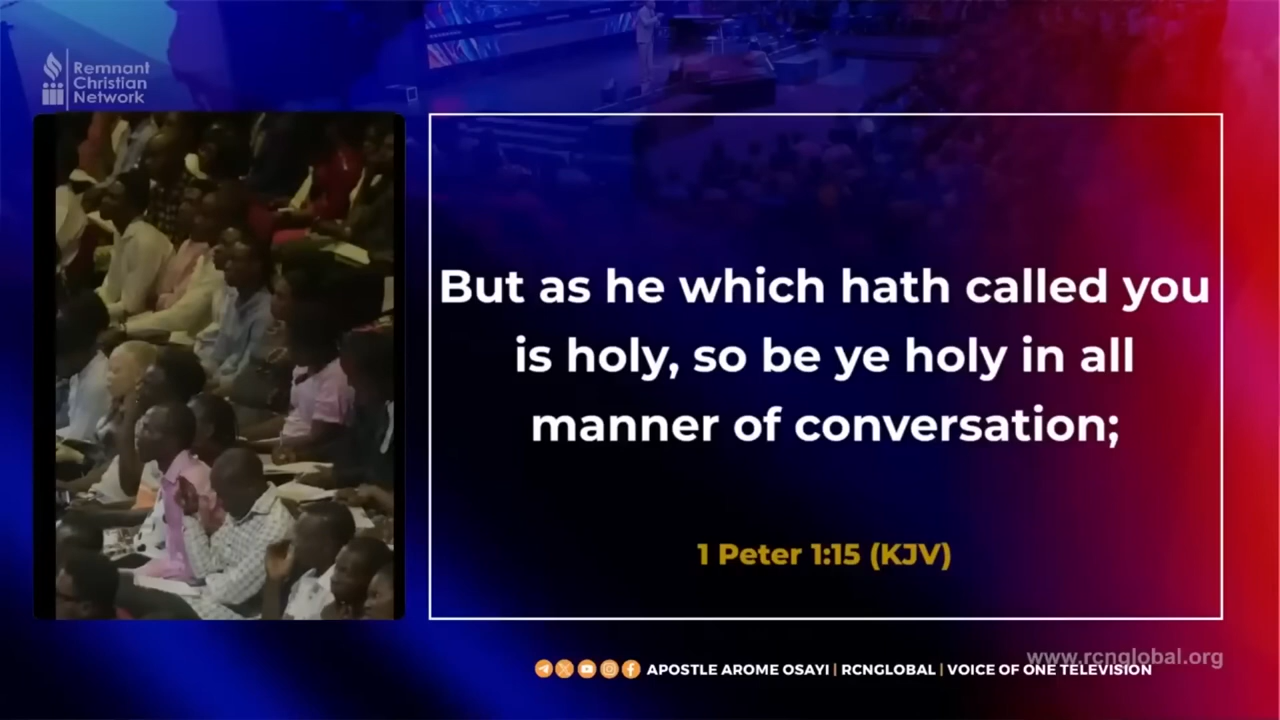 Remnant
Christian
Network
But as he which hath called you
is holy, so be ye holy in all
manner of conversation;
1 Peter 1:15 (KJV)
www.rcnglobal.org
APOSTLE AROME OSAYI | RCNGLOBAL | VOICE OF ONE TELEVISION